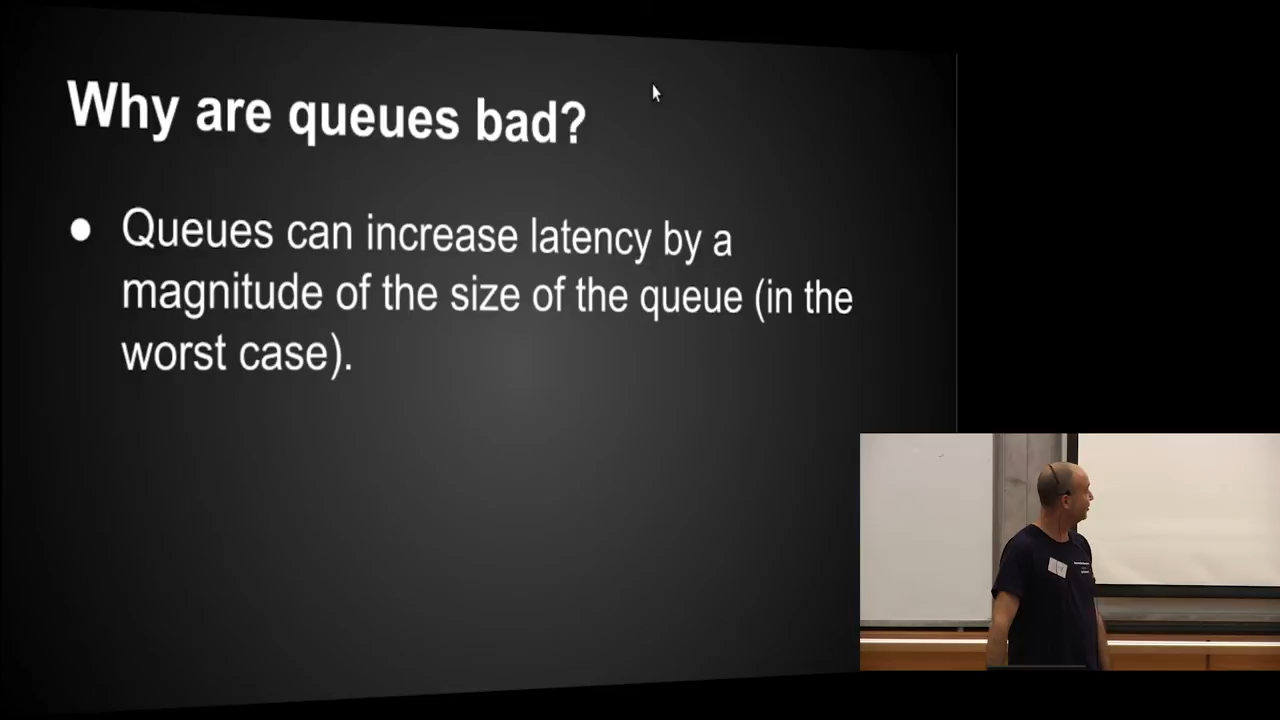 Why are queues bad?
● Queues can increase latency by a
magnitude of the size of the queue (in the
worst case).